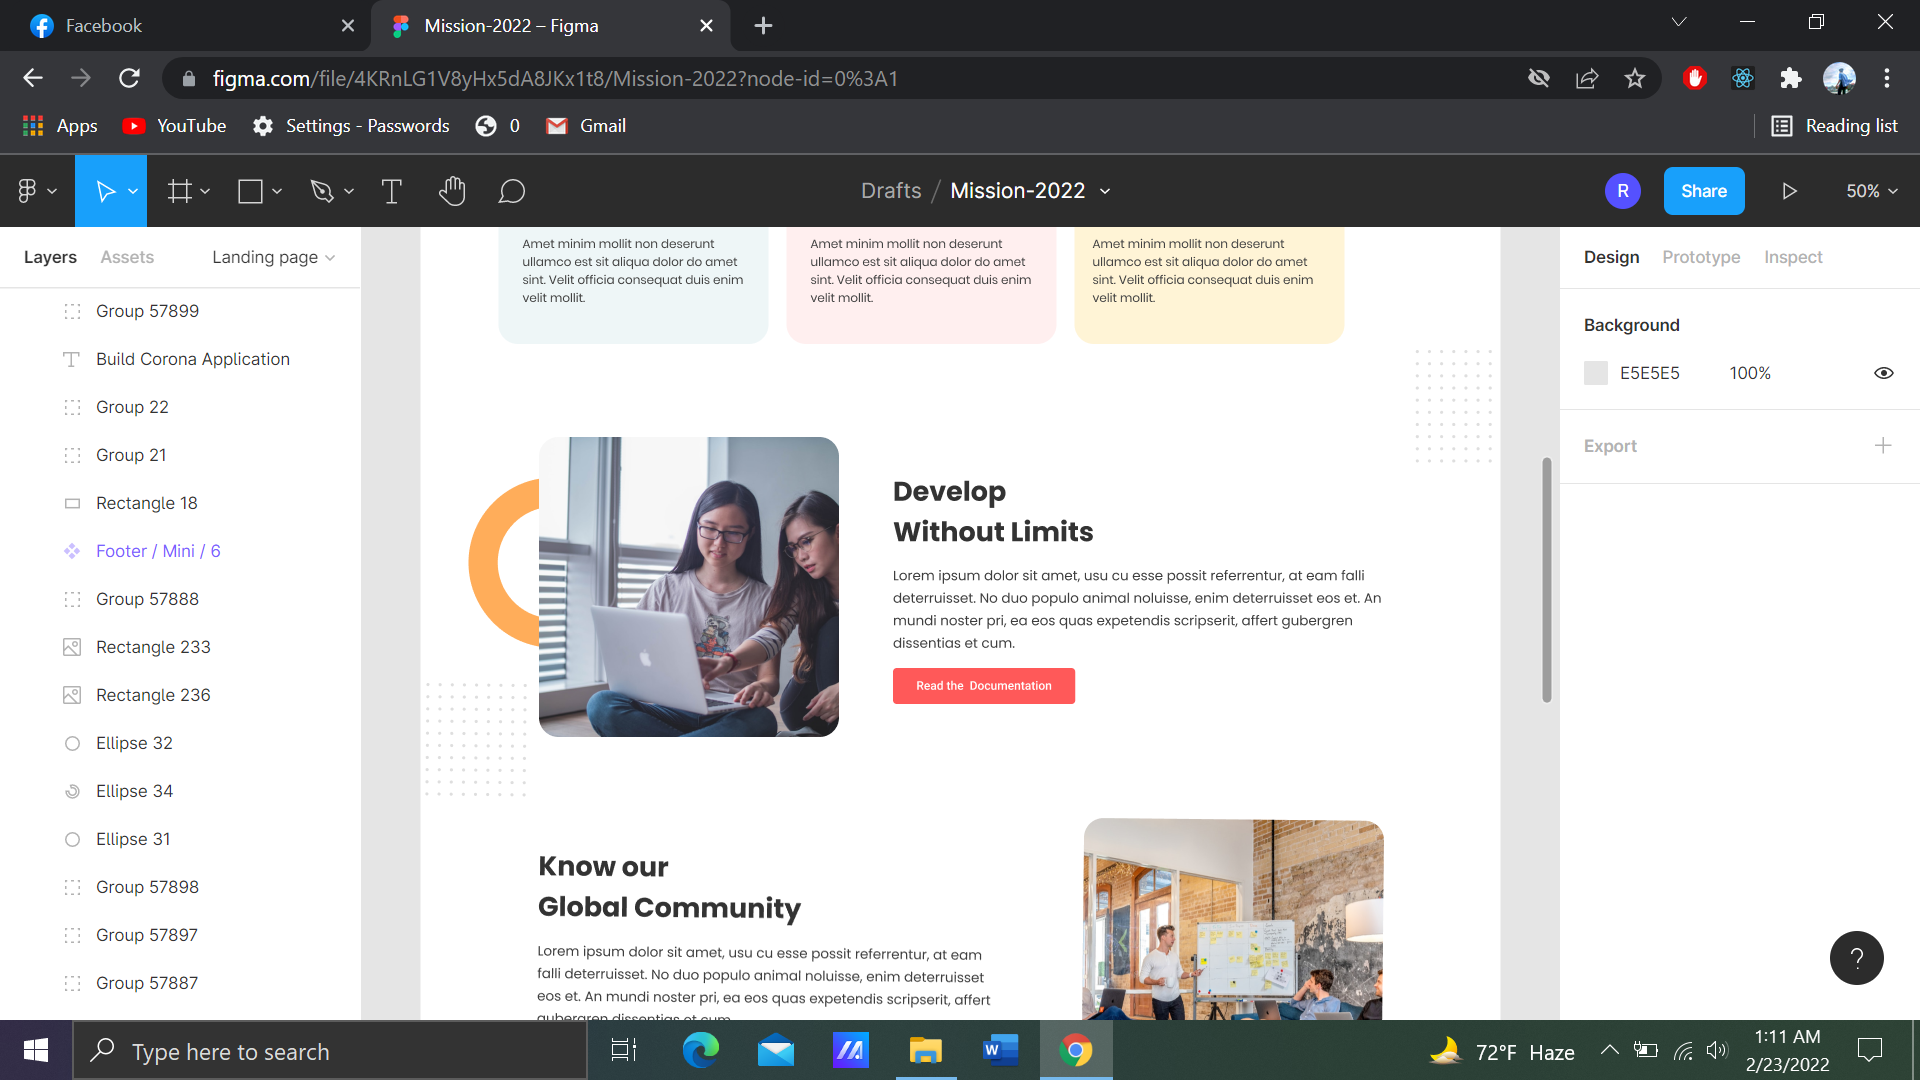 Facebook
Mission-2022 – Figma
figma.com/file/4KRnLG1V8yHx5dA8JKx1t8/Mission-2022?node-id=0%3A1
Apps
YouTube
Settings - Passwords
0
Gmail
Reading list
Drafts / Mission-2022
R
Share
50%
Layers
Assets
Landing page
Group 57899
Build Corona Application
Group 22
Group 21
Rectangle 18
Footer / Mini / 6
Group 57888
Rectangle 233
Rectangle 236
Ellipse 32
Ellipse 34
Ellipse 31
Group 57898
Group 57897
Group 57887
Amet minim mollit non deserunt
ullamco est sit aliqua dolor do amet
sint. Velit officia consequat duis enim
velit mollit.
Amet minim mollit non deserunt
ullamco est sit aliqua dolor do amet
sint. Velit officia consequat duis enim
velit mollit.
Amet minim mollit non deserunt
ullamco est sit aliqua dolor do amet
sint. Velit officia consequat duis enim
velit mollit.
Develop
Without Limits
Lorem ipsum dolor sit amet, usu cu esse possit referrentur, at eam falli
deterruisset. No duo populo animal noluisse, enim deterruisset eos et. An
mundi noster pri, ea eos quas expetendis scripserit, affert gubergren
dissentias et cum.
Read the Documentation
Know our
Global Community
Lorem ipsum dolor sit amet, usu cu esse possit referrentur, at eam
falli deterruisset. No duo populo animal noluisse, enim deterruisset
eos et. An mundi noster pri, ea eos quas expetendis scripserit, affert
gubergren dissentias et cum.
Design
Prototype
Inspect
Background
E5E5E5
100%
Export
?
Type here to search
W
72°F Haze
1:11 AM
2/23/2022